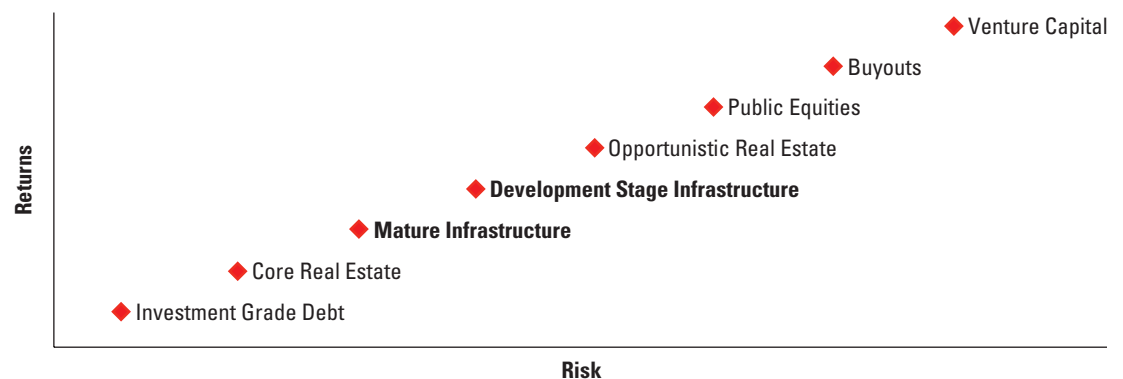 Venture Capital
Buyouts
Public Equities
Opportunistic Real Estate
Development Stage Infrastructure
Mature Infrastructure
Core Real Estate
Investment Grade Debt
Returns
Risk